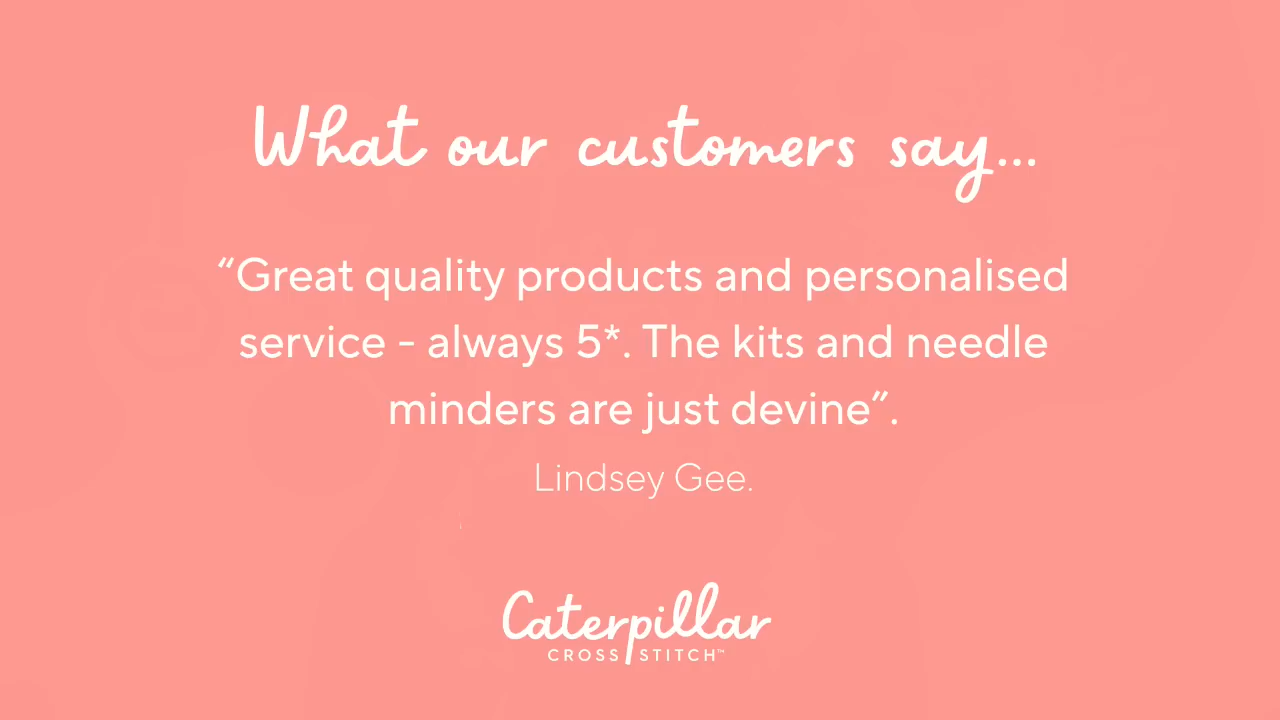 What our customers say...
“Great quality products and personalised
service - always 5*. The kits and needle
minders are just devine”.
Lindsey Gee.
Caterpillar
CROSS STITCH™